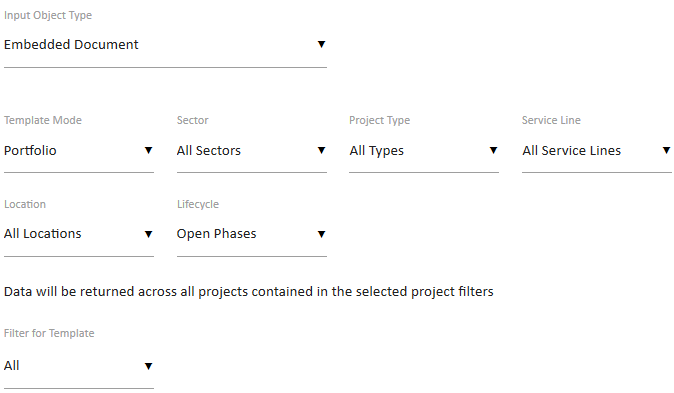 Input Object Type
Embedded Document
Template Mode Sector Project Type Service Line
Portfolio All Sectors All Types All Service Lines
Location Lifecycle
All Locations Open Phases
Data will be returned across all projects contained in the selected project filters
Filter for Template
All